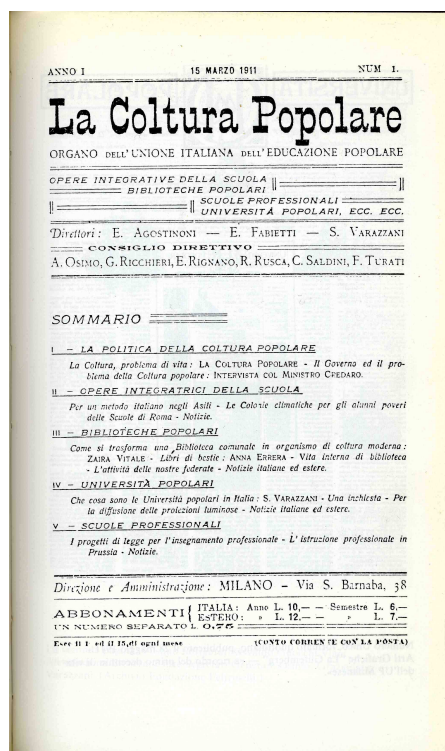 ANNO I 15 MARZO 1911 NUM 1.
La Coltura Popolare
ORGANO DELL'UNIONE ITALIANA DELL'EDUCAZIONE POPOLARE
OPERE INTEGRATIVE DELLA SCUOLA
BIBLIOTECHE POPOLARI
SCUOLE PROFESSIONALI
UNIVERSITÁ POPOLARI, ECC. ECC.
Direttori: E. AGOSTINONI — E. FABIETTI — S. VARAZZANI
CONSIGLIO DIRETTIVO
A. OSIMO, G. RICCHIERI, E. RIGNANO, R. RUSCA, C. SALDINI, F. TURATI
SOMMARIO
I - LA POLITICA DELLA COLTURA POPOLARE
La Coltura, problema di vita: LA COLTURA POPOLARE - Il Governo ed il pro-
blema della Coltura popolare: INTERVISTA COL MINISTRO CREDARO.
II - OPERE INTEGRATRICI DELLA SCUOLA
Per un metodo italiano negli Asili - Le Colonie climatiche per gli alunni poveri
delle Scuole di Roma - Notizie.
III - BIBLIOTECHE POPOLARI
Come si trasforma una Biblioteca comunale in organismo di coltura moderna:
ZAIRA VITALE - Libri di bestie: ANNA ERRERA - Vita interna di biblioteca
- L'attività delle nostre federate - Notizie italiane ed estere.
IV - UNIVERSITÀ POPOLARI
Che cosa sono le Università popolari in Italia: S. VARAZZANI - Una inchiesta - Per
la diffusione delle proiezioni luminose - Notizie italiane ed estere.
V - SCUOLE PROFESSIONALI
I progetti di legge per l'insegnamento professionale - L'istruzione professionale in
Prussia - Notizie.
Direzione e Amministrazione: MILANO - Via S. Barnaba, 38
ABBONAMENTI { ITALIA: Anno L. 10,— — Semestre L. 6,—
ESTERO: » L. 12,— — » L. 7,—
UN NUMERO SEPARATO L. 0,75
Esce il 1 ed il 15, di ogni mese (CONTO CORRENTE CON LA POSTA)